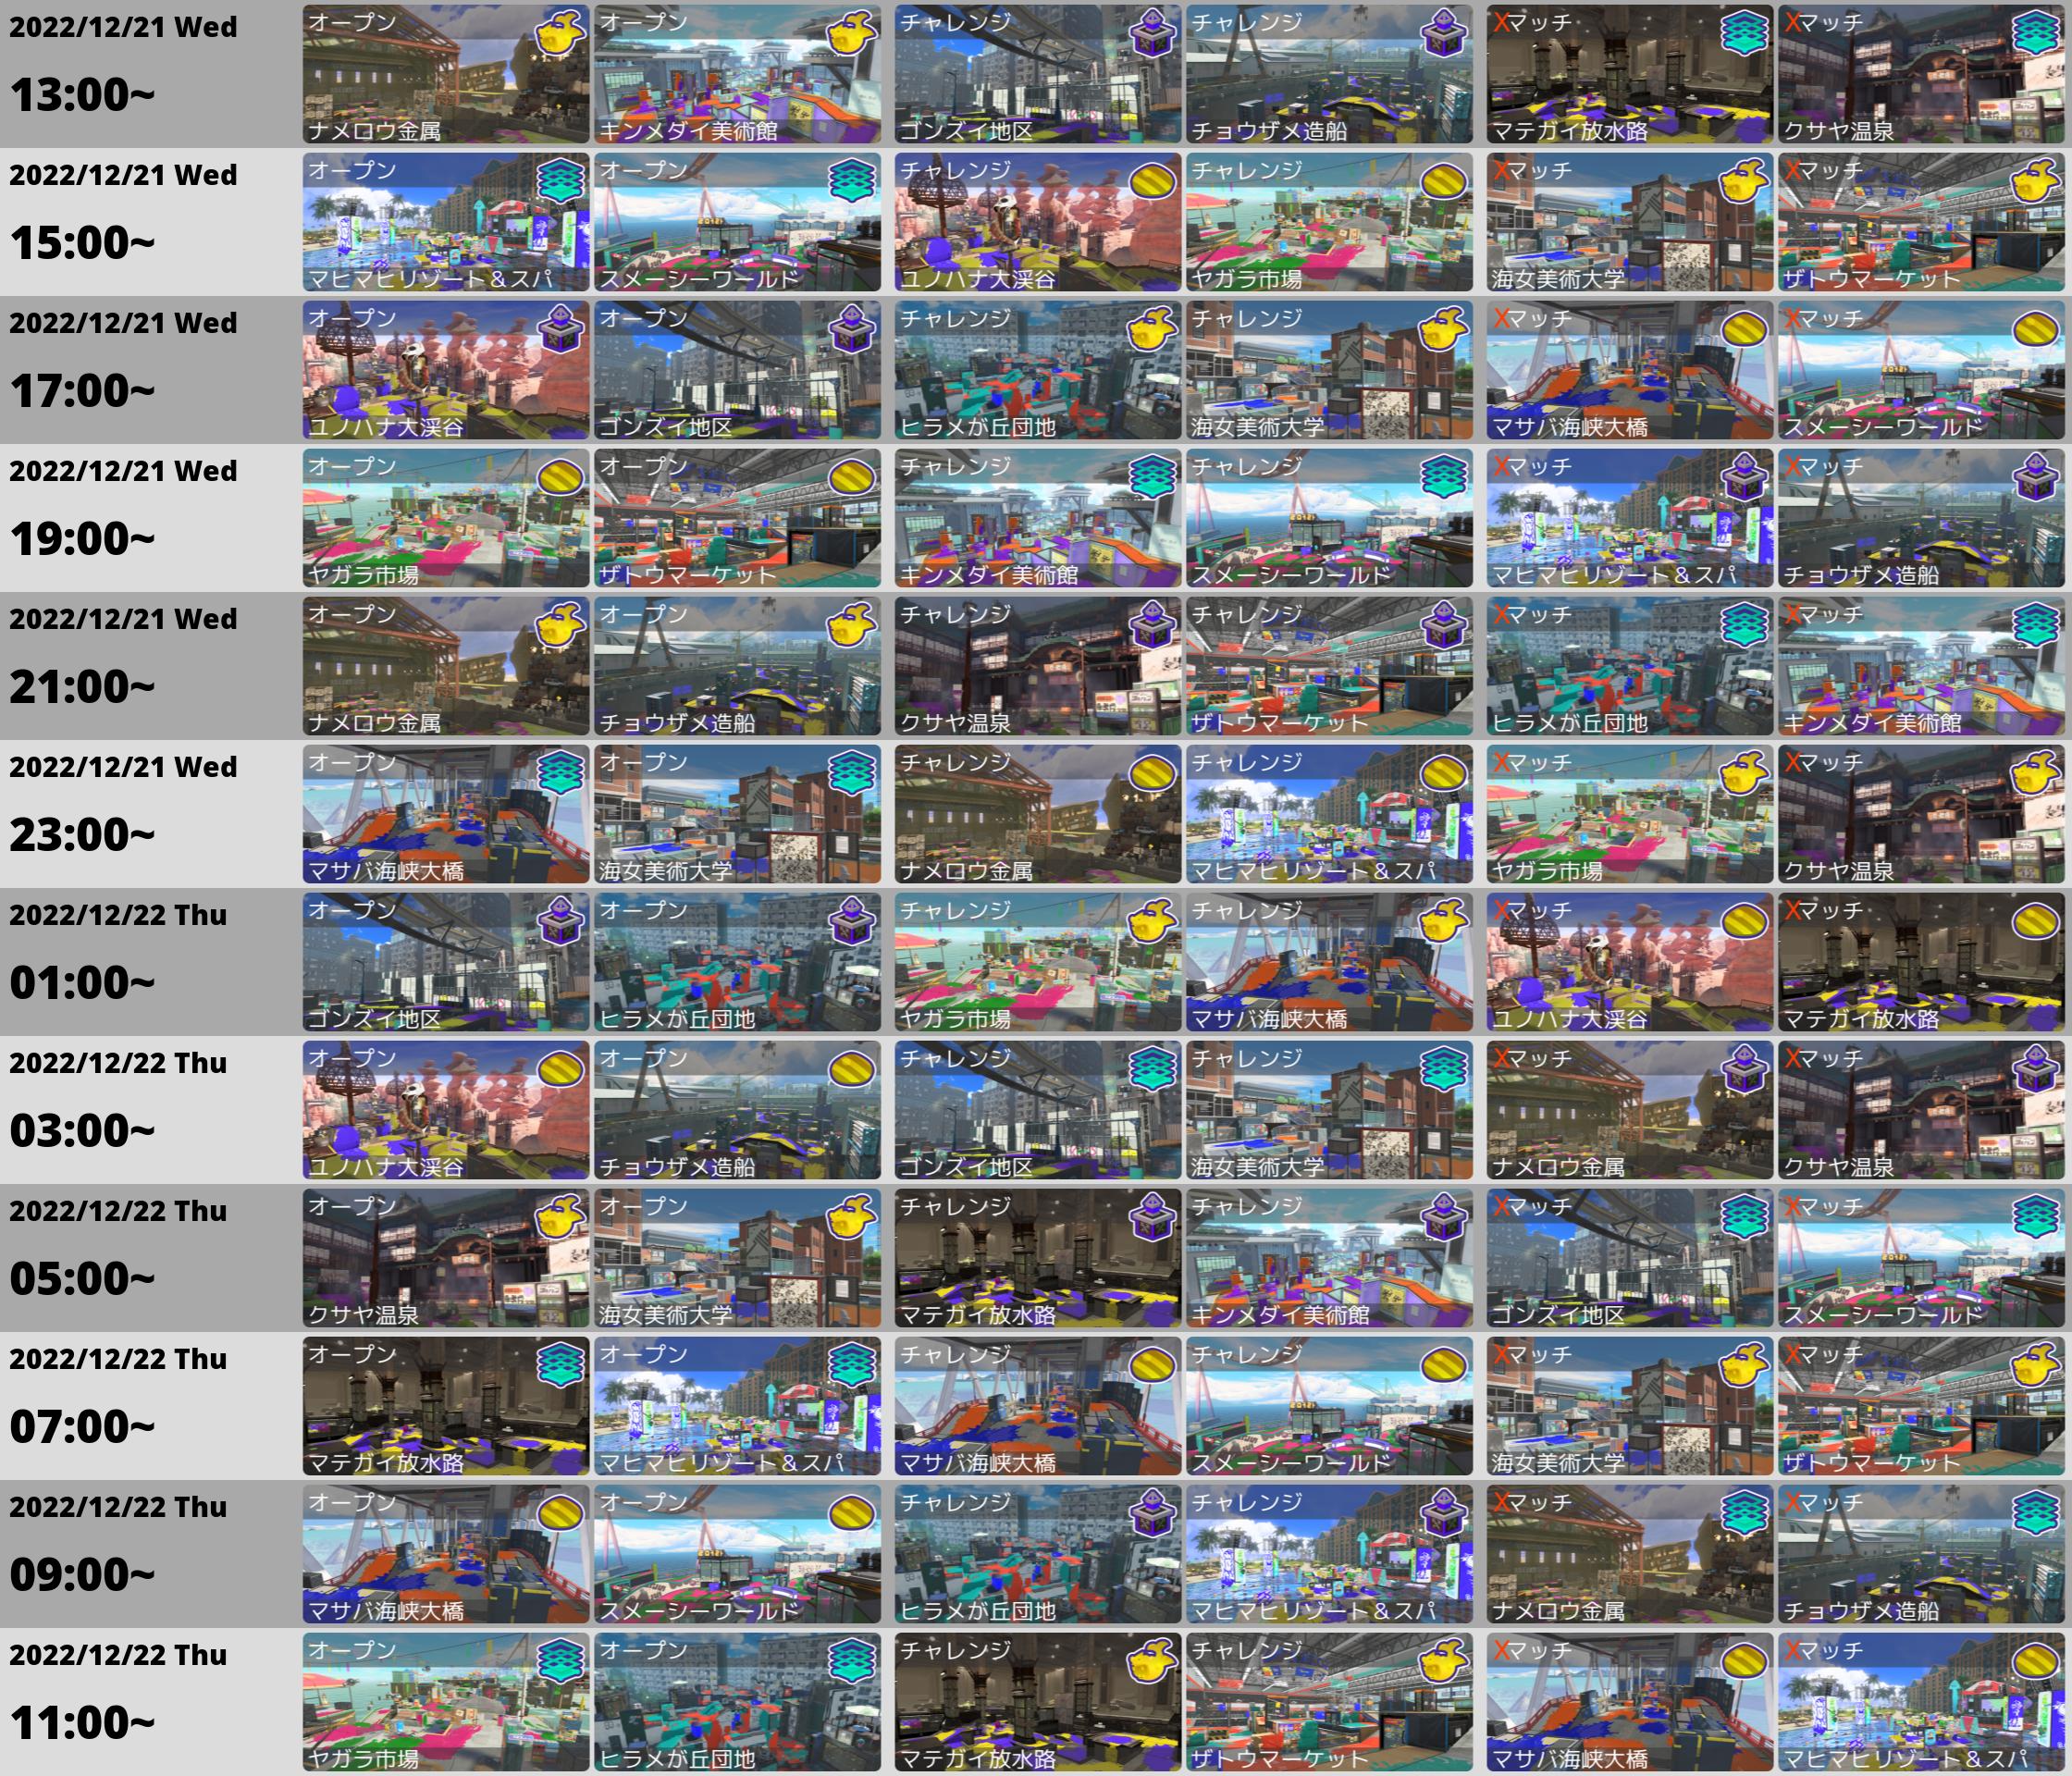 2022/12/21 Wed
13:00~
オープン オープン チャレンジ チャレンジ Xマッチ Xマッチ
ナメロウ金属 キンメダイ美術館 ゴンズイ地区 チョウザメ造船 マテガイ放水路 クサヤ温泉
2022/12/21 Wed
15:00~
オープン オープン チャレンジ チャレンジ Xマッチ Xマッチ
マヒマヒリゾート＆スパ スメーシーワールド ユノハナ大渓谷 ヤガラ市場 海女美術大学 ザトウマーケット
2022/12/21 Wed
17:00~
オープン オープン チャレンジ チャレンジ Xマッチ Xマッチ
ユノハナ大渓谷 ゴンズイ地区 ヒラメが丘団地 海女美術大学 マサバ海峡大橋 スメーシーワールド
2022/12/21 Wed
19:00~
オープン オープン チャレンジ チャレンジ Xマッチ Xマッチ
ヤガラ市場 ザトウマーケット キンメダイ美術館 スメーシーワールド マヒマヒリゾート＆スパ チョウザメ造船
2022/12/21 Wed
21:00~
オープン オープン チャレンジ チャレンジ Xマッチ Xマッチ
ナメロウ金属 チョウザメ造船 クサヤ温泉 ザトウマーケット ヒラメが丘団地 キンメダイ美術館
2022/12/21 Wed
23:00~
オープン オープン チャレンジ チャレンジ Xマッチ Xマッチ
マサバ海峡大橋 海女美術大学 ナメロウ金属 マヒマヒリゾート＆スパ ヤガラ市場 クサヤ温泉
2022/12/22 Thu
01:00~
オープン オープン チャレンジ チャレンジ Xマッチ Xマッチ
ゴンズイ地区 ヒラメが丘団地 ヤガラ市場 マサバ海峡大橋 ユノハナ大渓谷 マテガイ放水路
2022/12/22 Thu
03:00~
オープン オープン チャレンジ チャレンジ Xマッチ Xマッチ
ユノハナ大渓谷 チョウザメ造船 ゴンズイ地区 海女美術大学 ナメロウ金属 クサヤ温泉
2022/12/22 Thu
05:00~
オープン オープン チャレンジ チャレンジ Xマッチ Xマッチ
クサヤ温泉 海女美術大学 マテガイ放水路 キンメダイ美術館 ゴンズイ地区 スメーシーワールド
2022/12/22 Thu
07:00~
オープン オープン チャレンジ チャレンジ Xマッチ Xマッチ
マテガイ放水路 マヒマヒリゾート＆スパ マサバ海峡大橋 スメーシーワールド 海女美術大学 ザトウマーケット
2022/12/22 Thu
09:00~
オープン オープン チャレンジ チャレンジ Xマッチ Xマッチ
マサバ海峡大橋 スメーシーワールド ヒラメが丘団地 マヒマヒリゾート＆スパ ナメロウ金属 チョウザメ造船
2022/12/22 Thu
11:00~
オープン オープン チャレンジ チャレンジ Xマッチ Xマッチ
ヤガラ市場 ヒラメが丘団地 マテガイ放水路 ザトウマーケット マサバ海峡大橋 マヒマヒリゾート＆スパ